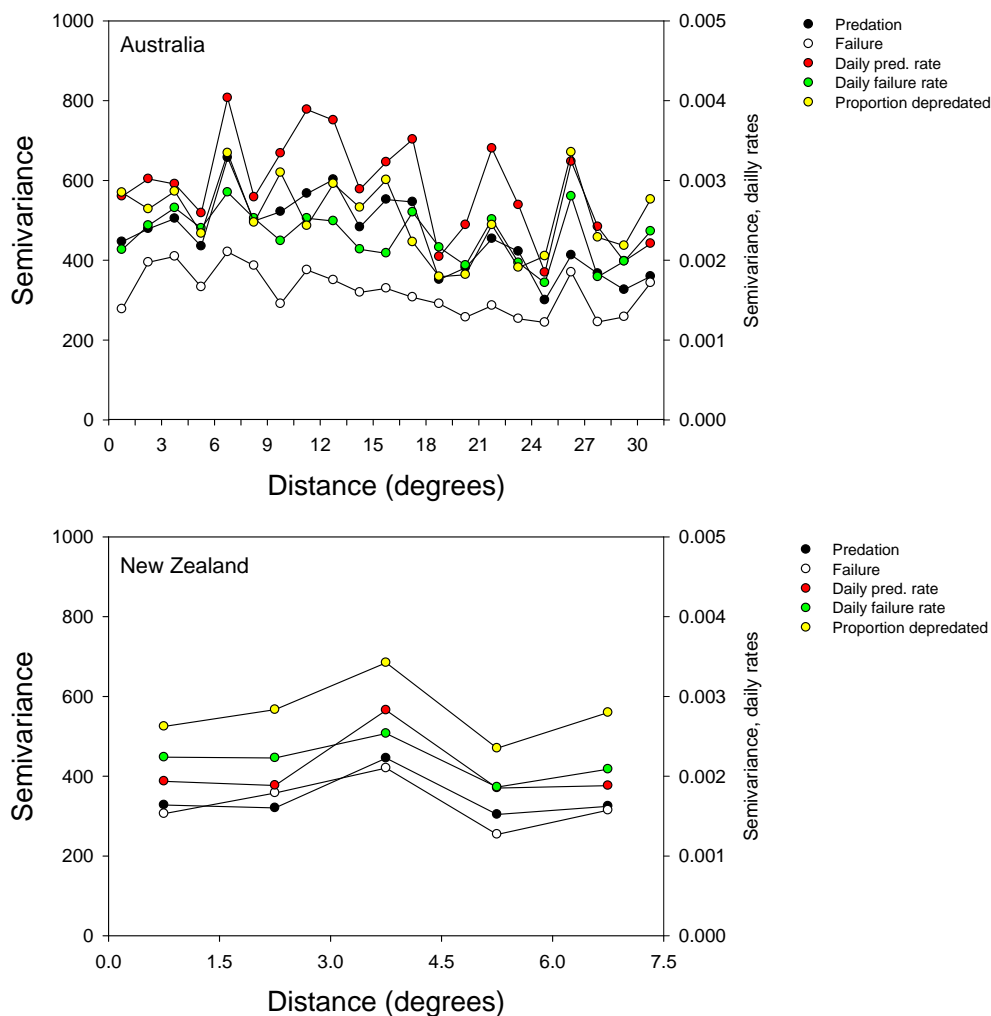 1000
800
600
400
200
0
Semivariance
Australia
0.005
0.004
0.003
0.002
0.001
0.000
Semivariance, dailly rates
Predation
Failure
Daily pred. rate
Daily failure rate
Proportion depredated
0 3 6 9 12 15 18 21 24 27 30
Distance (degrees)
1000
800
600
400
200
0
Semivariance
New Zealand
0.005
0.004
0.003
0.002
0.001
0.000
Semivariance, daily rates
Predation
Failure
Daily pred. rate
Daily failure rate
Proportion depredated
0.0 1.5 3.0 4.5 6.0 7.5
Distance (degrees)